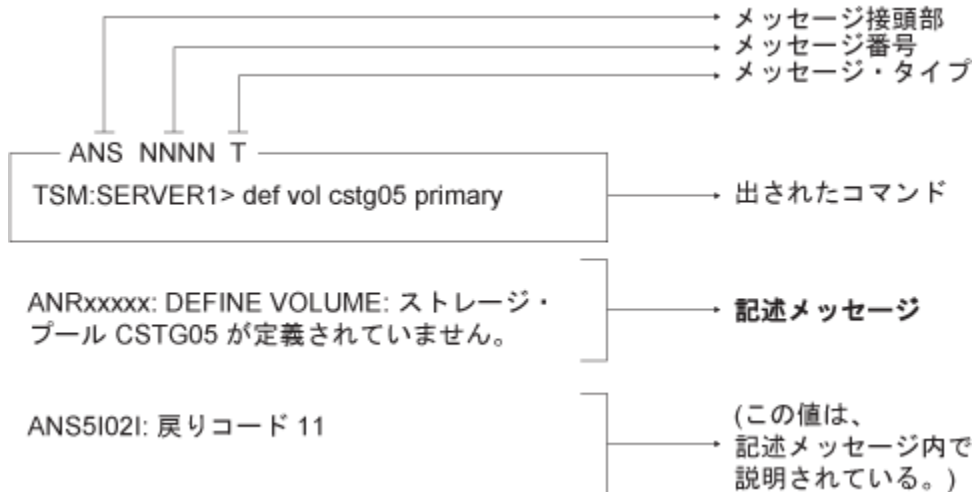 メッセージ接頭部
メッセージ番号
メッセージ・タイプ
ANS NNNN T
TSM:SERVER1> def vol cstg05 primary
出されたコマンド
ANRxxxxx: DEFINE VOLUME: ストレージ・
プール CSTG05 が定義されていません。
記述メッセージ
ANS5I02I: 戻りコード 11
(この値は、
記述メッセージ内で
説明されている。)